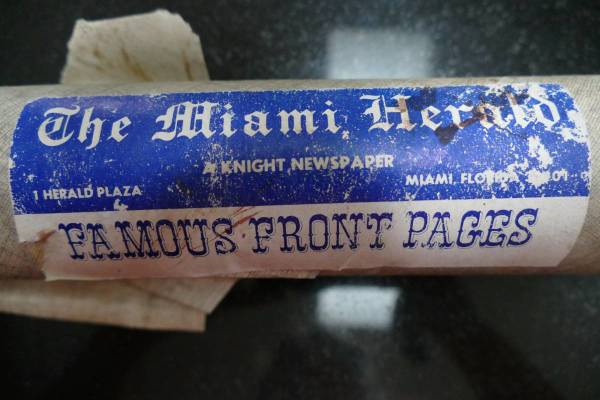 The Miami Herald
A KNIGHT NEWSPAPER
1 HERALD PLAZA
MIAMI, FLORIDA
FAMOUS FRONT PAGES